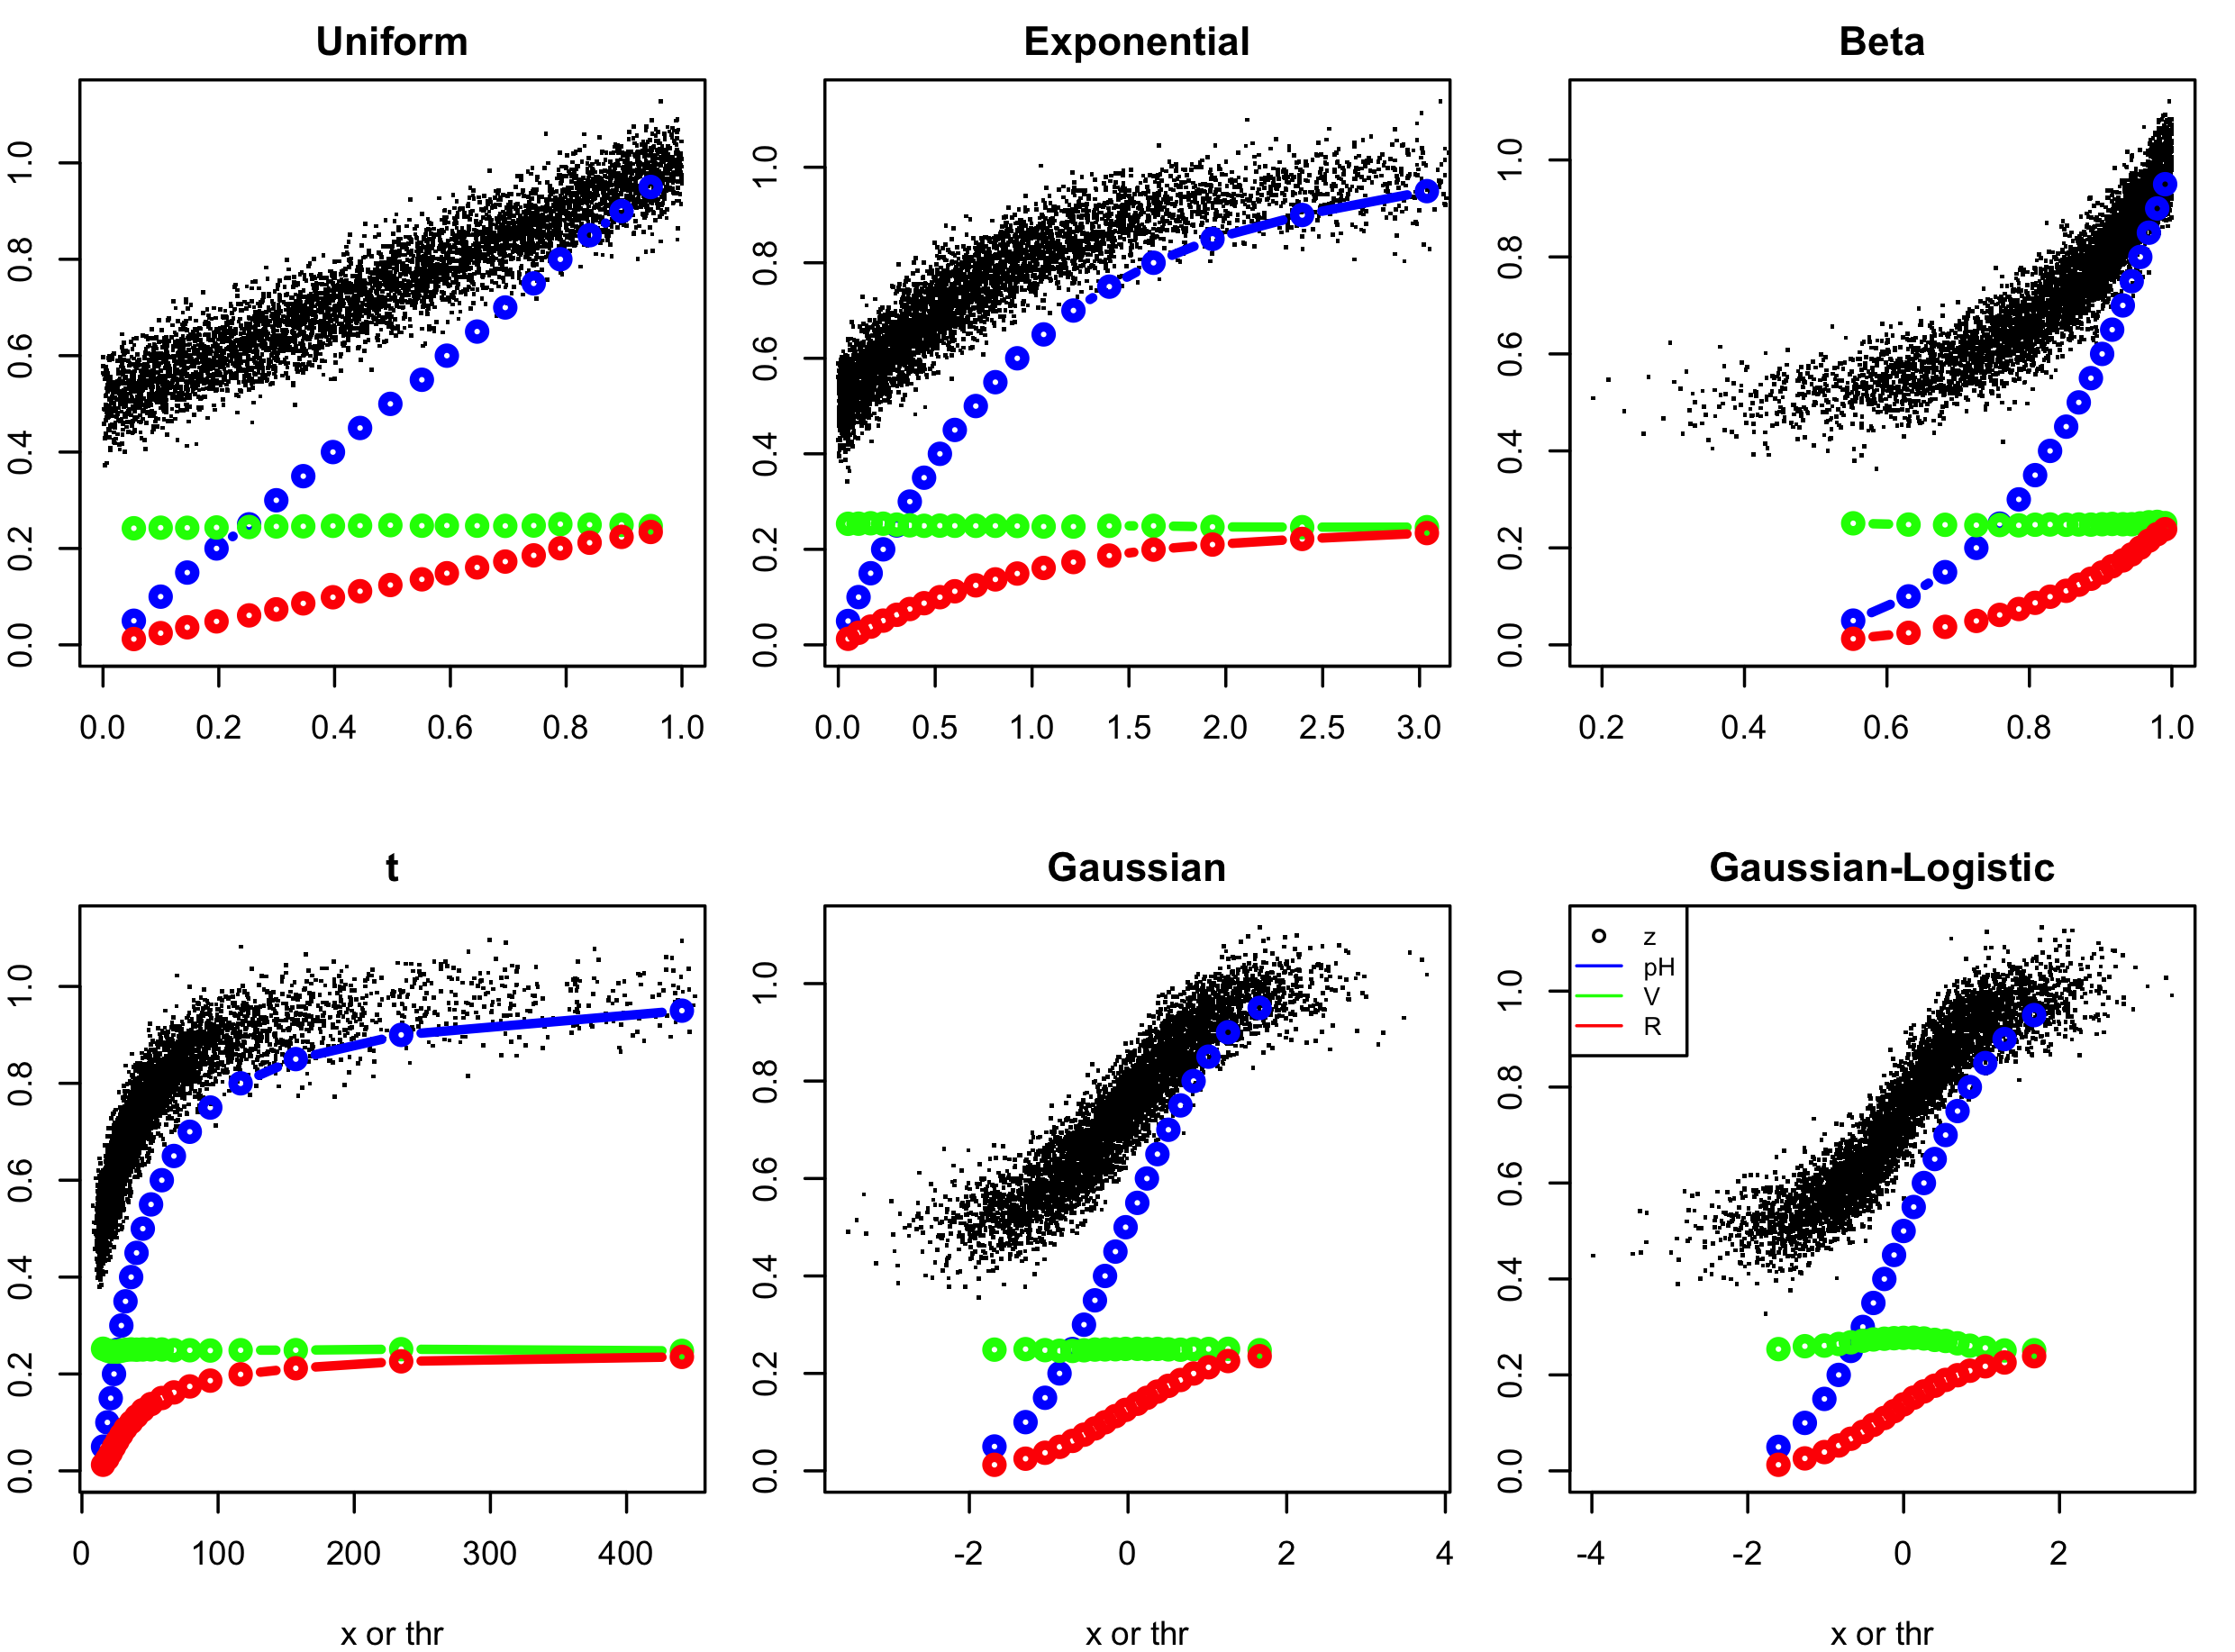 Uniform
0.0 0.2 0.4 0.6 0.8 1.0
0.0 0.2 0.4 0.6 0.8 1.0
Exponential
0.0 0.2 0.4 0.6 0.8 1.0
0.0 0.5 1.0 1.5 2.0 2.5 3.0
Beta
0.0 0.2 0.4 0.6 0.8 1.0
0.2 0.4 0.6 0.8 1.0
t
0.0 0.2 0.4 0.6 0.8 1.0
0 100 200 300 400
x or thr
Gaussian
0.0 0.2 0.4 0.6 0.8 1.0
-2 0 2 4
x or thr
Gaussian-Logistic
z
pH
V
R
0.0 0.2 0.4 0.6 0.8 1.0
-4 -2 0 2
x or thr